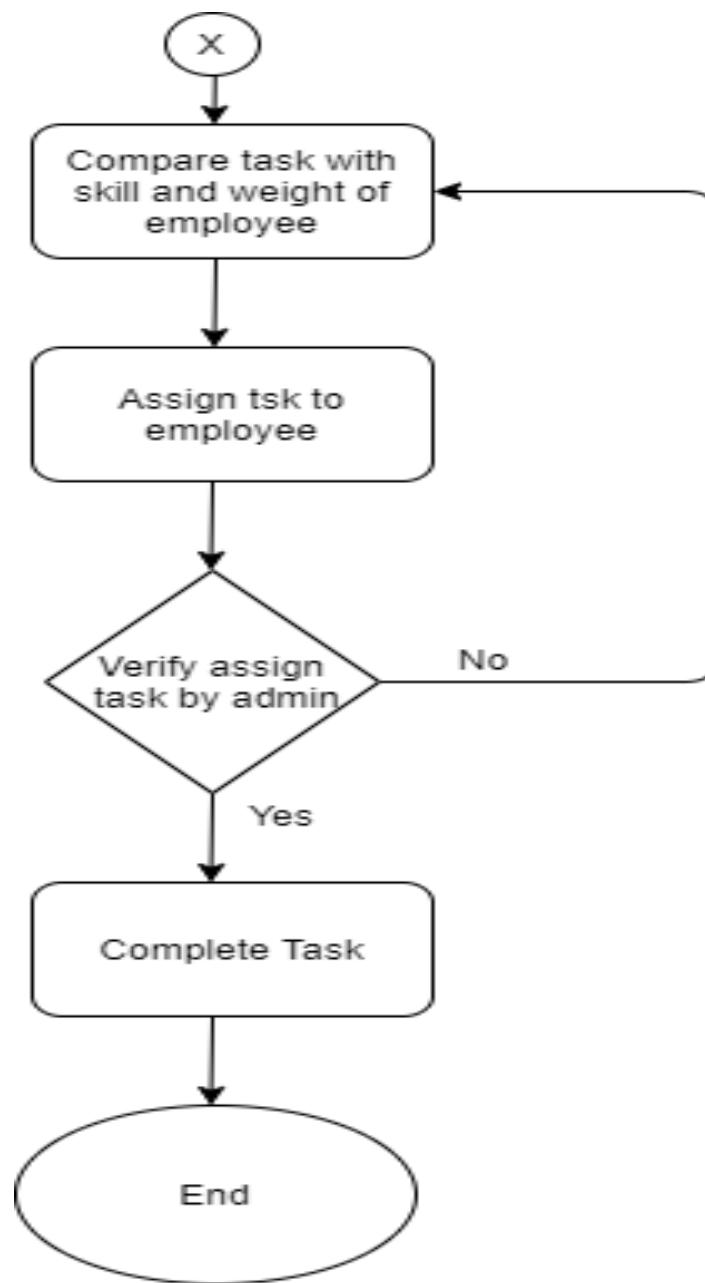 X
Compare task with
skill and weight of
employee
Assign tsk to
employee
Verify assign
task by admin
No
Yes
Complete Task
End